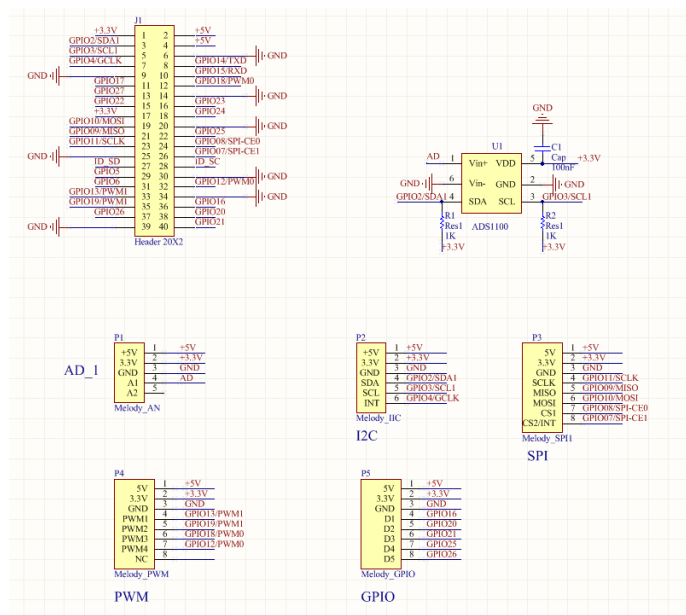 J1
+3.3V 1 2 +5V
GPIO2/SDA1 3 4 +5V
GPIO3/SCL1 5 6 GND
GPIO4/GCLK 7 8 GPIO14/TXD
GND 9 10 GPIO15/RXD
GPIO17 11 12 GPIO18/PWM0
GPIO27 13 14 GND
GPIO22 15 16 GPIO23
+3.3V 17 18 GPIO24
GPIO10/MOSI 19 20 GND
GPIO09/MISO 21 22 GPIO25
GPIO11/SCLK 23 24 GPIO08/SPI-CE0
GND 25 26 GPIO07/SPI-CE1
ID_SD 27 28 ID_SC
GPIO5 29 30 GND
GPIO6 31 32 GPIO12/PWM0
GPIO13/PWM1 33 34 GND
GPIO19/PWM1 35 36 GPIO16
GPIO26 37 38 GPIO20
GND 39 40 GPIO21
Header 20X2
GND
U1
C1
Cap
100nF
+3.3V
AD 1 Vin+ VDD 5
GND 6 Vin- GND 2 GND
GPIO2/SDA1 4 SDA SCL 3 GPIO3/SCL1
ADS1100
R1
Res1
1K
+3.3V
R2
Res1
1K
+3.3V
AD_1
P1
+5V 1 +5V
3.3V 2 +3.3V
GND 3 GND
A1 4 AD
A2 5
Melody_AN
P2
+5V 1 +5V
3.3V 2 +3.3V
GND 3 GND
SDA 4 GPIO2/SDA1
SCL 5 GPIO3/SCL1
INT 6 GPIO4/GCLK
Melody_IIC
I2C
P3
5V 1 +5V
3.3V 2 +3.3V
GND 3 GND
SCLK 4 GPIO11/SCLK
MISO 5 GPIO09/MISO
MOSI 6 GPIO10/MOSI
CS1 7 GPIO08/SPI-CE0
CS2/INT 8 GPIO07/SPI-CE1
Melody_SPI1
SPI
P4
5V 1 +5V
3.3V 2 +3.3V
GND 3 GND
PWM1 4 GPIO13/PWM1
PWM2 5 GPIO19/PWM1
PWM3 6 GPIO18/PWM0
PWM4 7 GPIO12/PWM0
NC 8
Melody_PWM
PWM
P5
5V 1 +5V
3.3V 2 +3.3V
GND 3 GND
D1 4 GPIO16
D2 5 GPIO20
D3 6 GPIO21
D4 7 GPIO25
D5 8 GPIO26
Melody_GPIO
GPIO